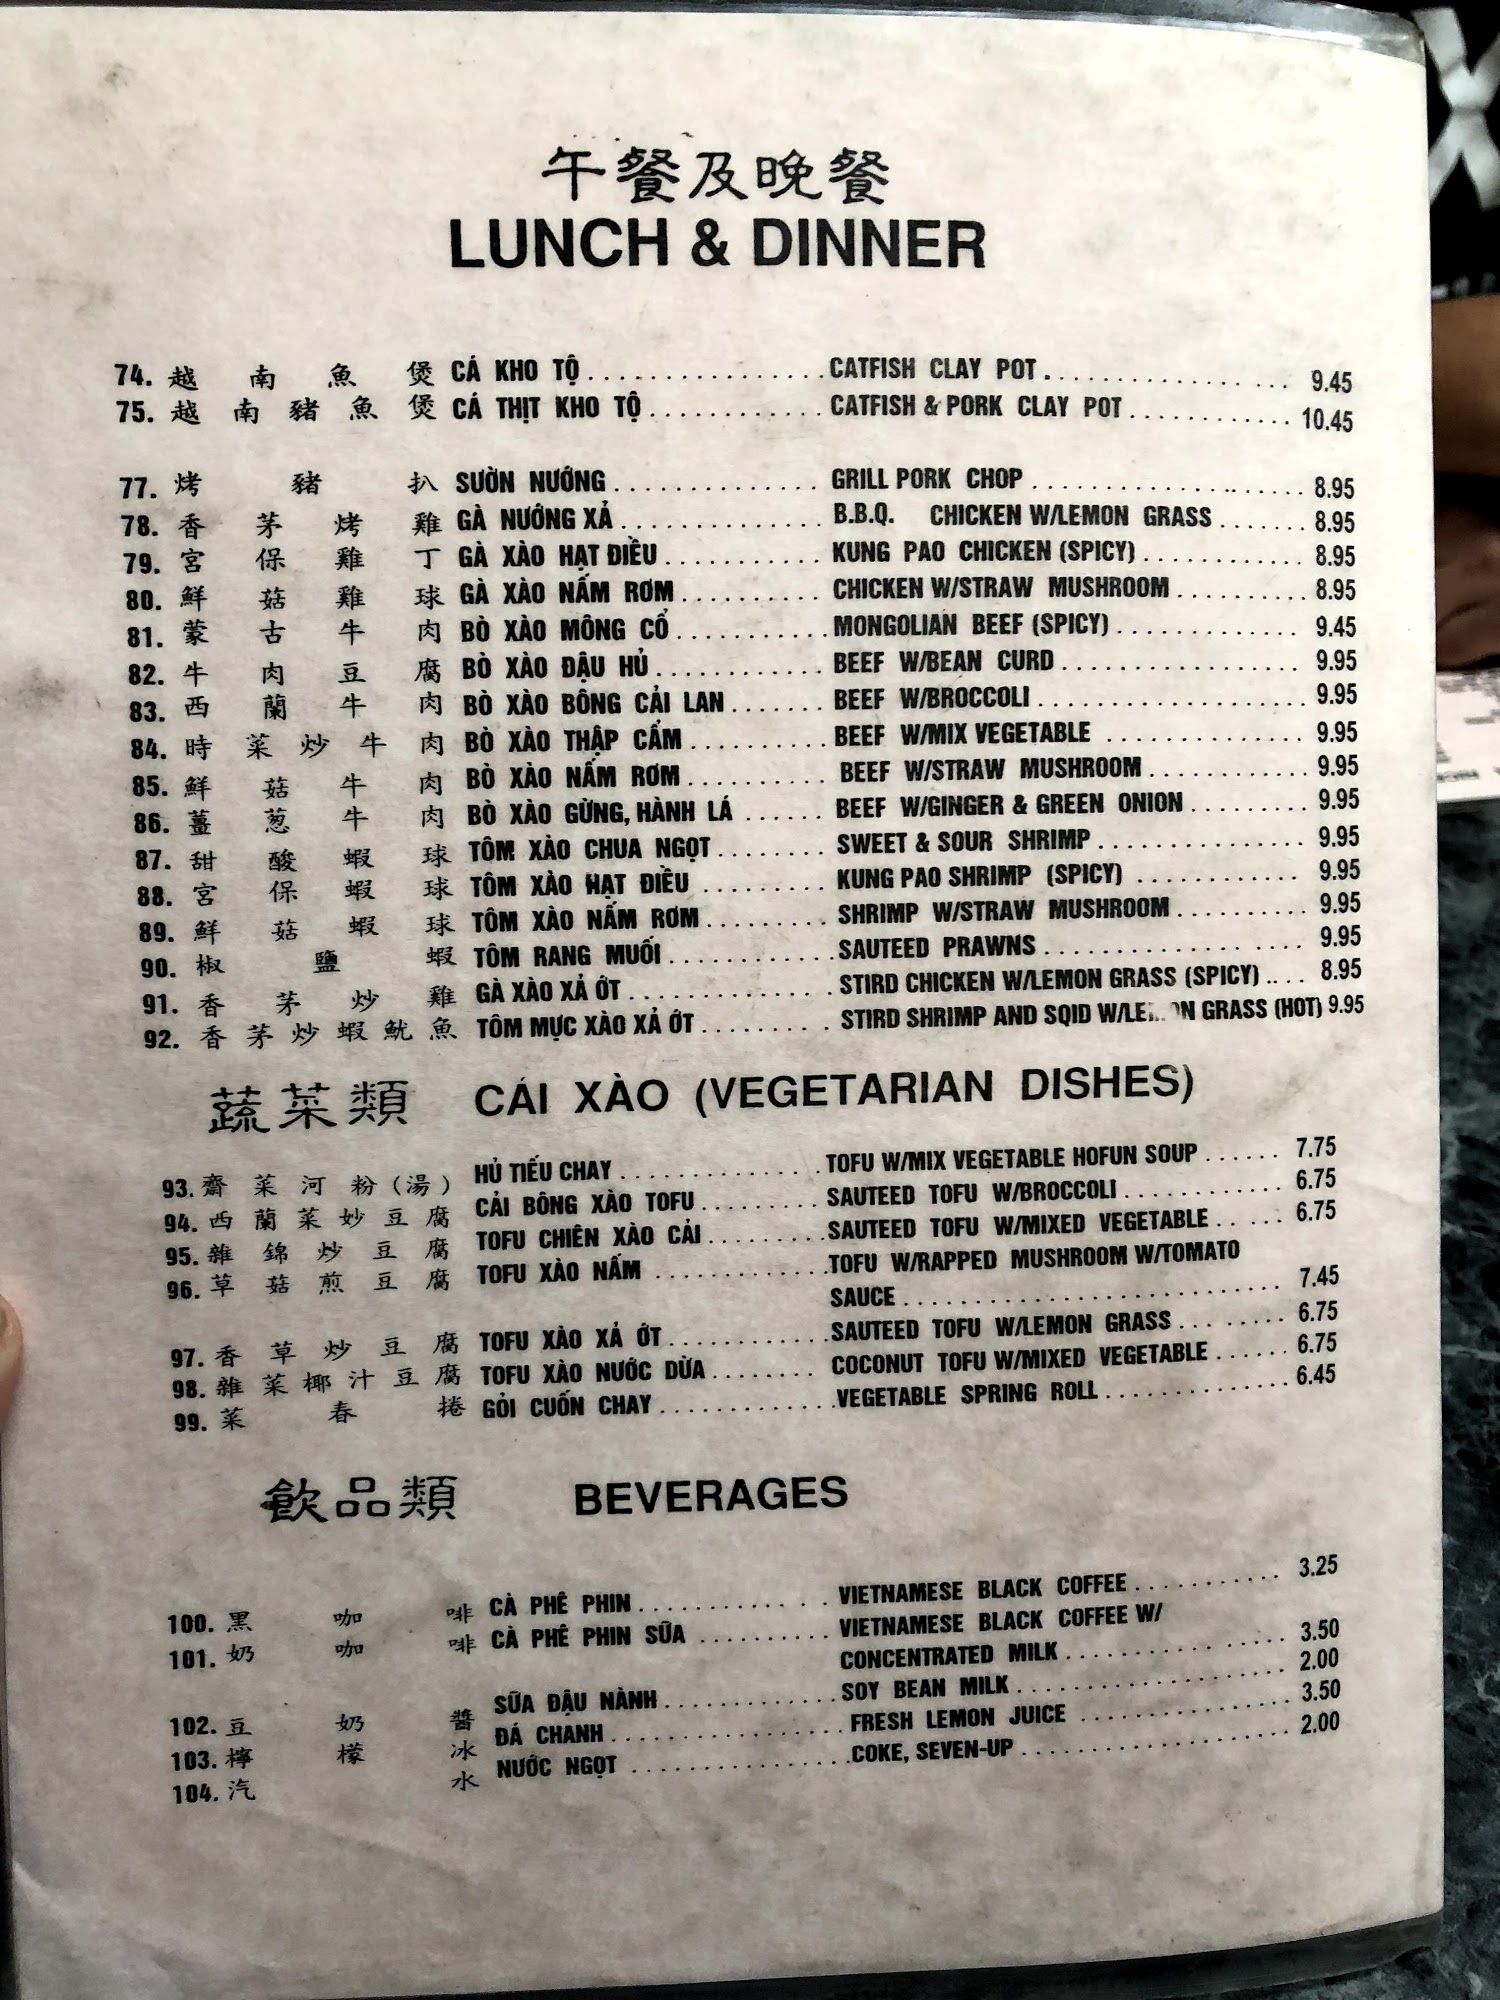 午餐及晚餐
LUNCH & DINNER
74. 越南魚煲 CÁ KHO TỘ CATFISH CLAY POT 9.45
75. 越南豬魚煲 CÁ THỊT KHO TỘ CATFISH & PORK CLAY POT 10.45
77. 烤豬扒 SƯỜN NƯỚNG GRILL PORK CHOP 8.95
78. 香茅烤雞 GÀ NƯỚNG XẢ B.B.Q. CHICKEN W/LEMON GRASS 8.95
79. 宮保雞丁 GÀ XÀO HẠT ĐIỀU KUNG PAO CHICKEN (SPICY) 8.95
80. 鮮菇雞球 GÀ XÀO NẤM RƠM CHICKEN W/STRAW MUSHROOM 8.95
81. 蒙古牛肉 BÒ XÀO MÔNG CỔ MONGOLIAN BEEF (SPICY) 9.45
82. 牛肉豆腐 BÒ XÀO ĐẬU HỦ BEEF W/BEAN CURD 9.95
83. 西蘭牛肉 BÒ XÀO BÔNG CẢI LAN BEEF W/BROCCOLI 9.95
84. 時菜炒牛肉 BÒ XÀO THẬP CẨM BEEF W/MIX VEGETABLE 9.95
85. 鮮菇牛肉 BÒ XÀO NẤM RƠM BEEF W/STRAW MUSHROOM 9.95
86. 薑葱牛肉 BÒ XÀO GỪNG, HÀNH LÁ BEEF W/GINGER & GREEN ONION 9.95
87. 甜酸蝦球 TÔM XÀO CHUA NGỌT SWEET & SOUR SHRIMP 9.95
88. 宮保蝦球 TÔM XÀO HẠT ĐIỀU KUNG PAO SHRIMP (SPICY) 9.95
89. 鮮菇蝦球 TÔM XÀO NẤM RƠM SHRIMP W/STRAW MUSHROOM 9.95
90. 椒鹽蝦 TÔM RANG MUỐI SAUTEED PRAWNS 9.95
91. 香茅炒雞 GÀ XÀO XẢ ỚT STIRD CHICKEN W/LEMON GRASS (SPICY) 8.95
92. 香茅炒蝦魷魚 TÔM MỰC XÀO XẢ ỚT STIRD SHRIMP AND SQID W/LEMON GRASS (HOT) 9.95
蔬菜類 CÁI XÀO (VEGETARIAN DISHES)
93. 齋菜河粉(湯) HỦ TIẾU CHAY TOFU W/MIX VEGETABLE HOFUN SOUP 7.75
94. 西蘭菜妙豆腐 CẢI BÔNG XÀO TOFU SAUTEED TOFU W/BROCCOLI 6.75
95. 雜錦炒豆腐 TOFU CHIÊN XÀO CẢI SAUTEED TOFU W/MIXED VEGETABLE 6.75
96. 草菇煎豆腐 TOFU XÀO NẤM TOFU W/RAPPED MUSHROOM W/TOMATO
SAUCE 7.45
97. 香草炒豆腐 TOFU XÀO XẢ ỚT SAUTEED TOFU W/LEMON GRASS 6.75
98. 雜菜椰汁豆腐 TOFU XÀO NƯỚC DỪA COCONUT TOFU W/MIXED VEGETABLE 6.75
99. 菜春捲 GỎI CUỐN CHAY VEGETABLE SPRING ROLL 6.45
飲品類 BEVERAGES
100. 黑咖啡 CÀ PHÊ PHIN VIETNAMESE BLACK COFFEE 3.25
101. 奶咖啡 CÀ PHÊ PHIN SỮA VIETNAMESE BLACK COFFEE W/
CONCENTRATED MILK 3.50
102. 豆奶醬 SỮA ĐẬU NÀNH SOY BEAN MILK 2.00
103. 檸檬冰 ĐÁ CHANH FRESH LEMON JUICE 3.50
104. 汽水 NƯỚC NGỌT COKE, SEVEN-UP 2.00